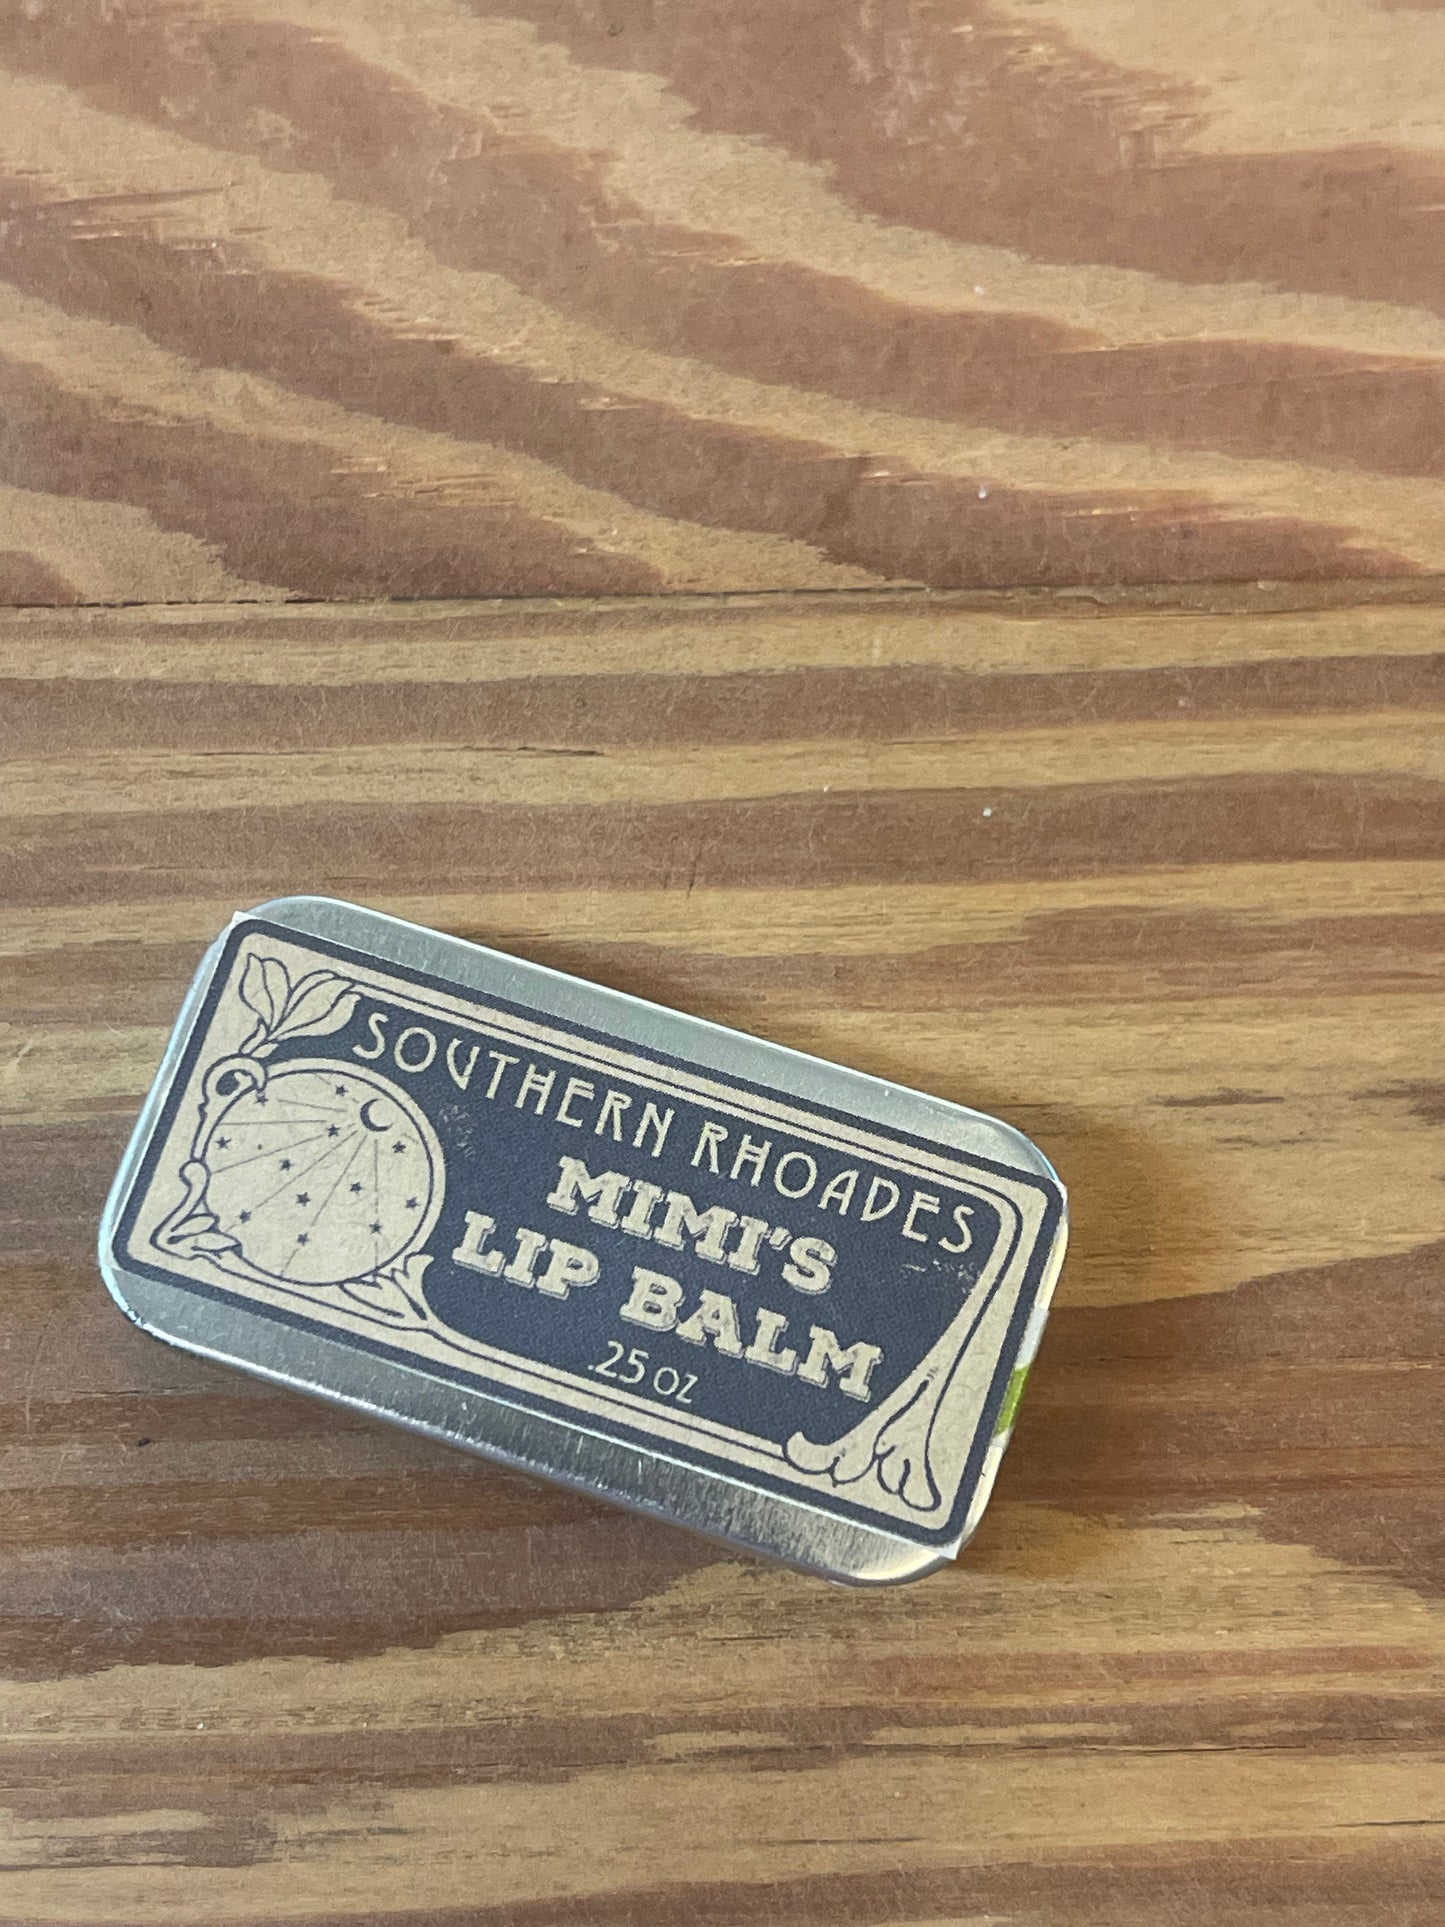 SOUTHERN RHOADES
MIMI'S
LIP BALM
.25 OZ